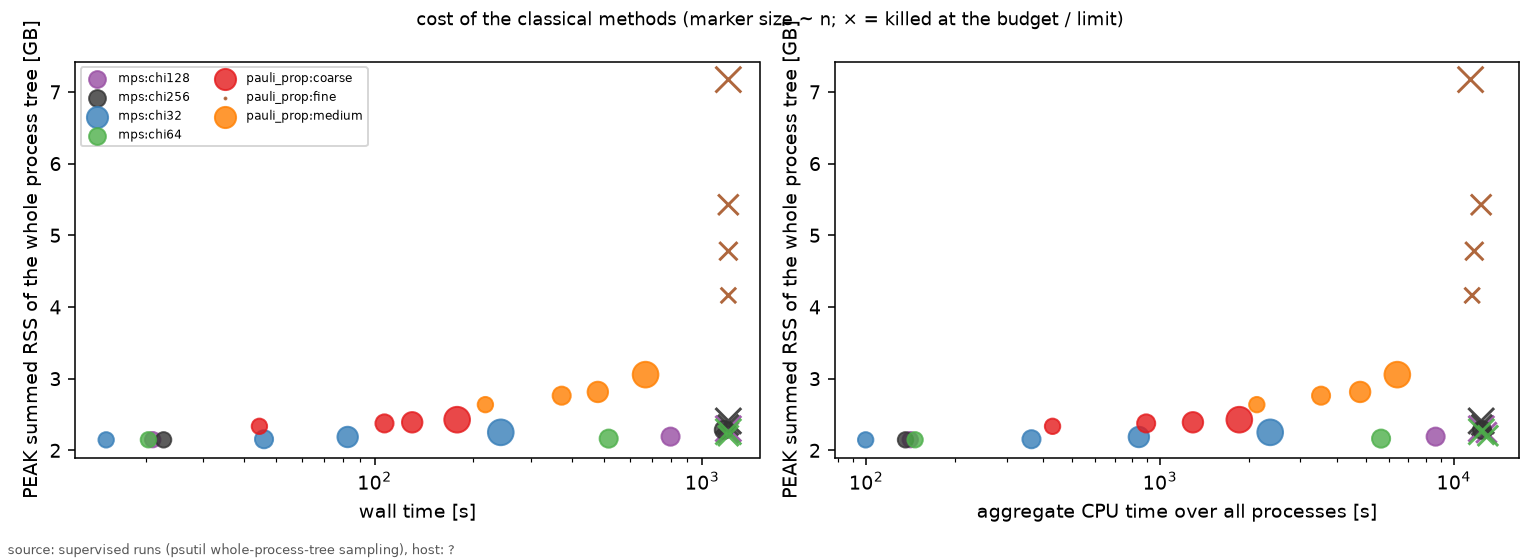 cost of the classical methods (marker size ~ n; × = killed at the budget / limit)
PEAK summed RSS of the whole process tree [GB]
7
6
5
4
3
2
mps:chi128
mps:chi256
mps:chi32
mps:chi64
pauli_prop:coarse
pauli_prop:fine
pauli_prop:medium
10²
10³
wall time [s]
PEAK summed RSS of the whole process tree [GB]
7
6
5
4
3
2
10²
10³
10⁴
aggregate CPU time over all processes [s]
source: supervised runs (psutil whole-process-tree sampling), host: ?